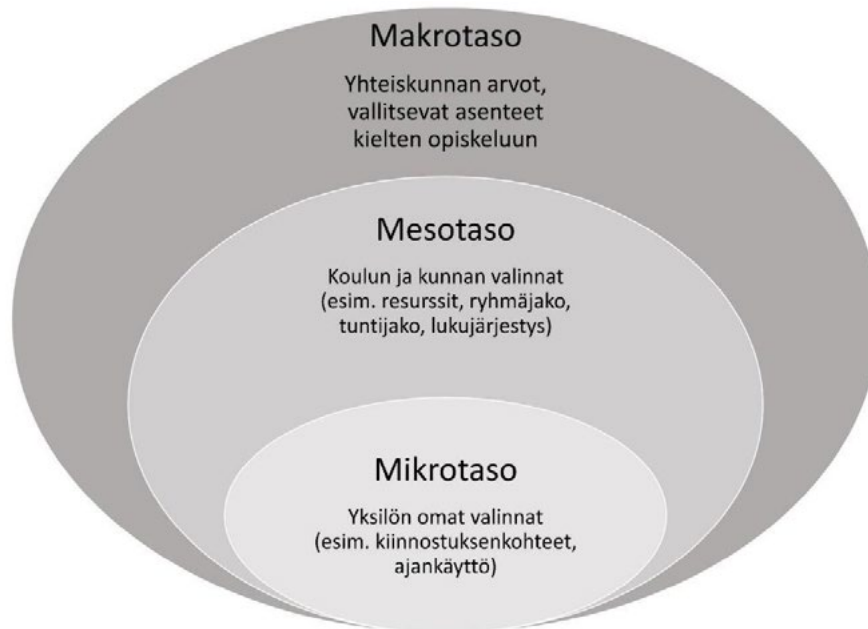 Makrotaso
Yhteiskunnan arvot,
vallitsevat asenteet
kielten opiskeluun
Mesotaso
Koulun ja kunnan valinnat
(esim. resurssit, ryhmäjako,
tuntijako, lukujärjestys)
Mikrotaso
Yksilön omat valinnat
(esim. kiinnostuksenkohteet,
ajankäyttö)